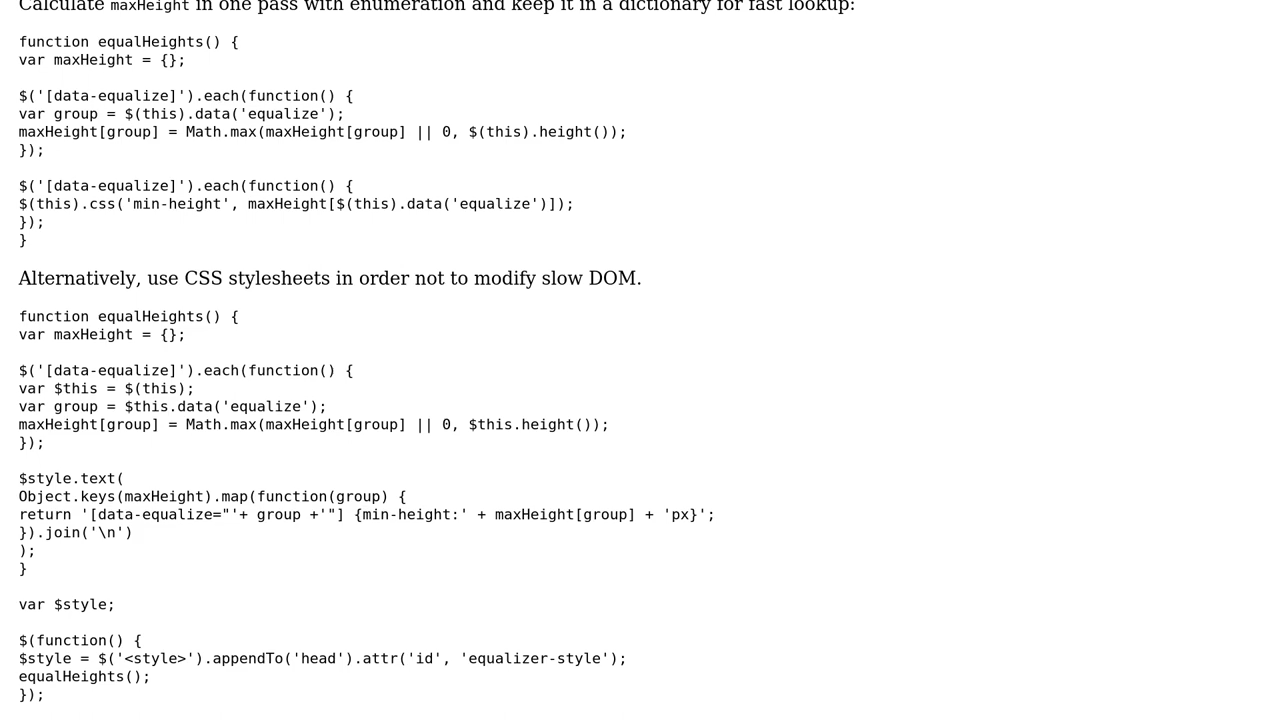 Calculate maxHeight in one pass with enumeration and keep it in a dictionary for fast lookup:
function equalHeights() {
var maxHeight = {};
$('[data-equalize]').each(function() {
var group = $(this).data('equalize');
maxHeight[group] = Math.max(maxHeight[group] || 0, $(this).height());
});
$('[data-equalize]').each(function() {
$(this).css('min-height', maxHeight[$(this).data('equalize')]);
});
}
Alternatively, use CSS stylesheets in order not to modify slow DOM.
function equalHeights() {
var maxHeight = {};
$('[data-equalize]').each(function() {
var $this = $(this);
var group = $this.data('equalize');
maxHeight[group] = Math.max(maxHeight[group] || 0, $this.height());
});
$style.text(
Object.keys(maxHeight).map(function(group) {
return '[data-equalize="'+ group +'"] {min-height:' + maxHeight[group] + 'px}';
}).join('\n')
);
}
var $style;
$(function() {
$style = $('<style>').appendTo('head').attr('id', 'equalizer-style');
equalHeights();
});